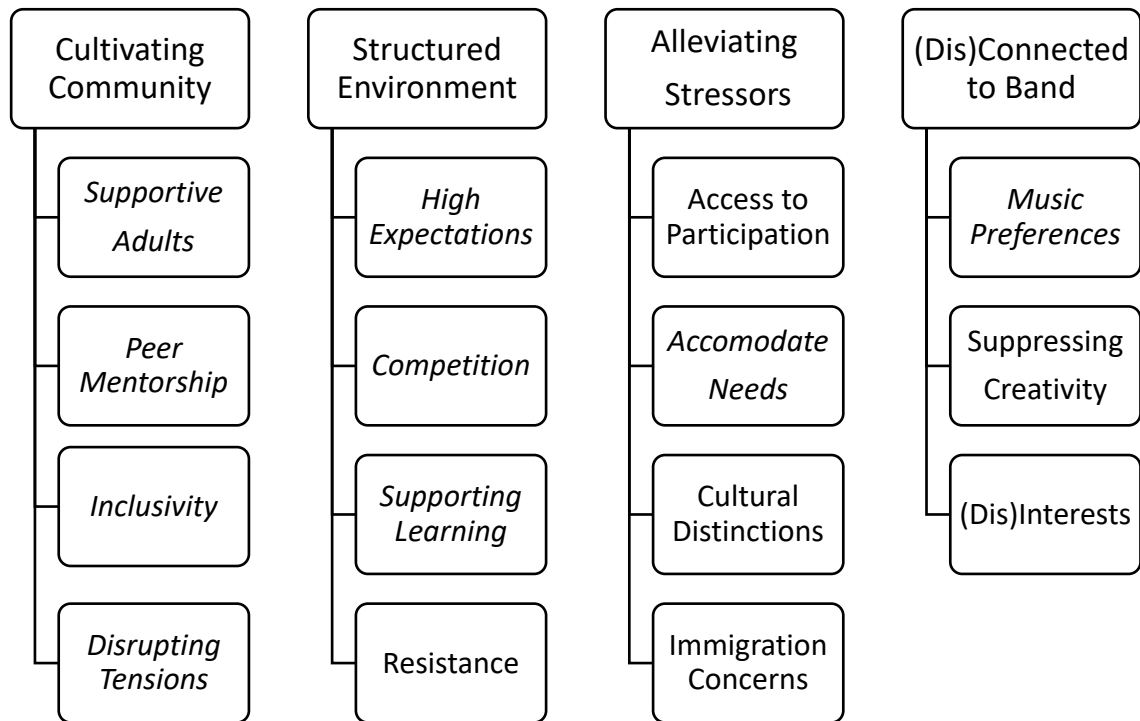 Cultivating
Community
Supportive
Adults
Peer
Mentorship
Inclusivity
Disrupting
Tensions
Structured
Environment
High
Expectations
Competition
Supporting
Learning
Resistance
Alleviating
Stressors
Access to
Participation
Accomodate
Needs
Cultural
Distinctions
Immigration
Concerns
(Dis)Connected
to Band
Music
Preferences
Suppressing
Creativity
(Dis)Interests